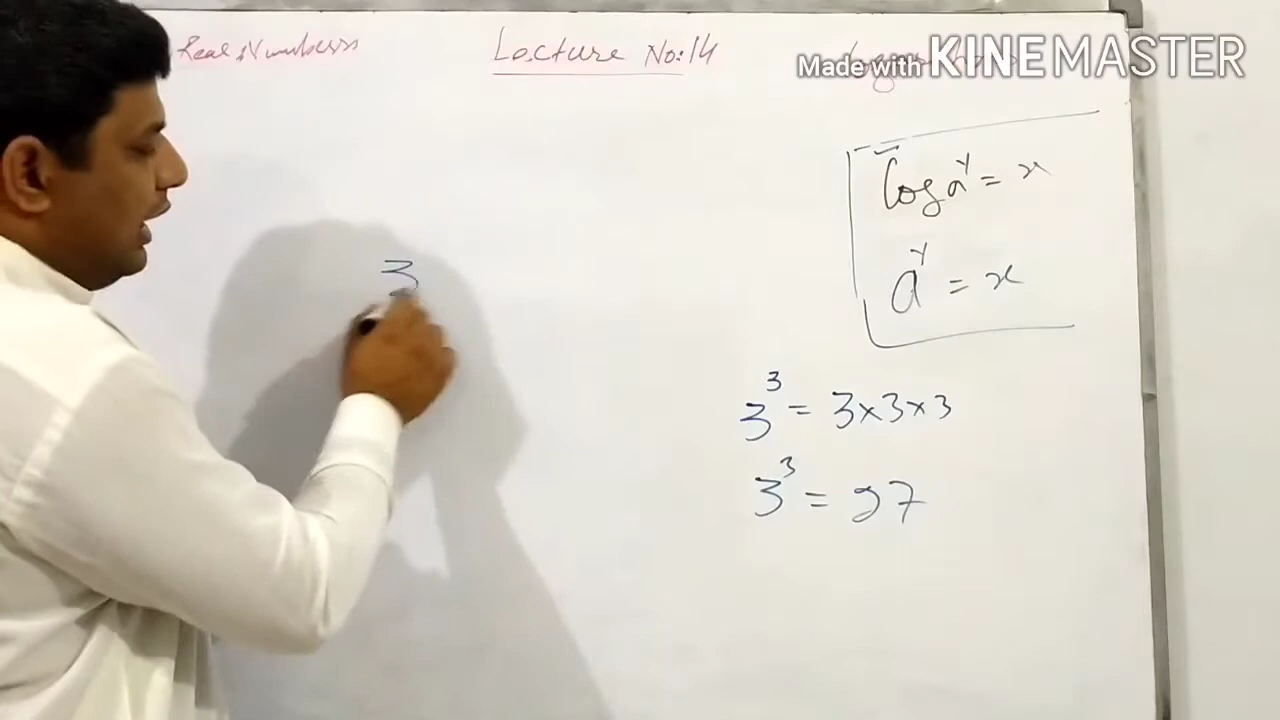 Real Numbers
Lecture No:14
Made with KINEMASTER
log a^y = x
a^y = x
3
3^3 = 3×3×3
3^3 = 27